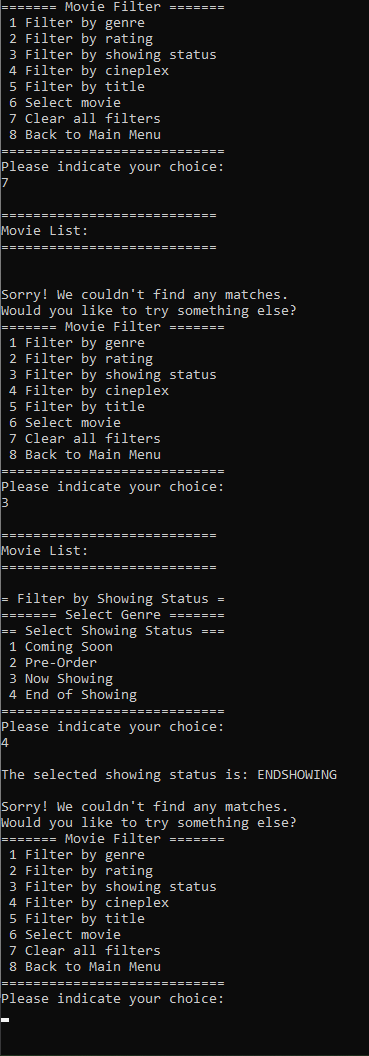 ======= Movie Filter =======
1 Filter by genre
2 Filter by rating
3 Filter by showing status
4 Filter by cineplex
5 Filter by title
6 Select movie
7 Clear all filters
8 Back to Main Menu
============================
Please indicate your choice:
7
===========================
Movie List:
===========================
Sorry! We couldn't find any matches.
Would you like to try something else?
======= Movie Filter =======
1 Filter by genre
2 Filter by rating
3 Filter by showing status
4 Filter by cineplex
5 Filter by title
6 Select movie
7 Clear all filters
8 Back to Main Menu
============================
Please indicate your choice:
3
===========================
Movie List:
===========================
= Filter by Showing Status =
======= Select Genre =======
== Select Showing Status ===
1 Coming Soon
2 Pre-Order
3 Now Showing
4 End of Showing
============================
Please indicate your choice:
4
The selected showing status is: ENDSHOWING
Sorry! We couldn't find any matches.
Would you like to try something else?
======= Movie Filter =======
1 Filter by genre
2 Filter by rating
3 Filter by showing status
4 Filter by cineplex
5 Filter by title
6 Select movie
7 Clear all filters
8 Back to Main Menu
============================
Please indicate your choice: